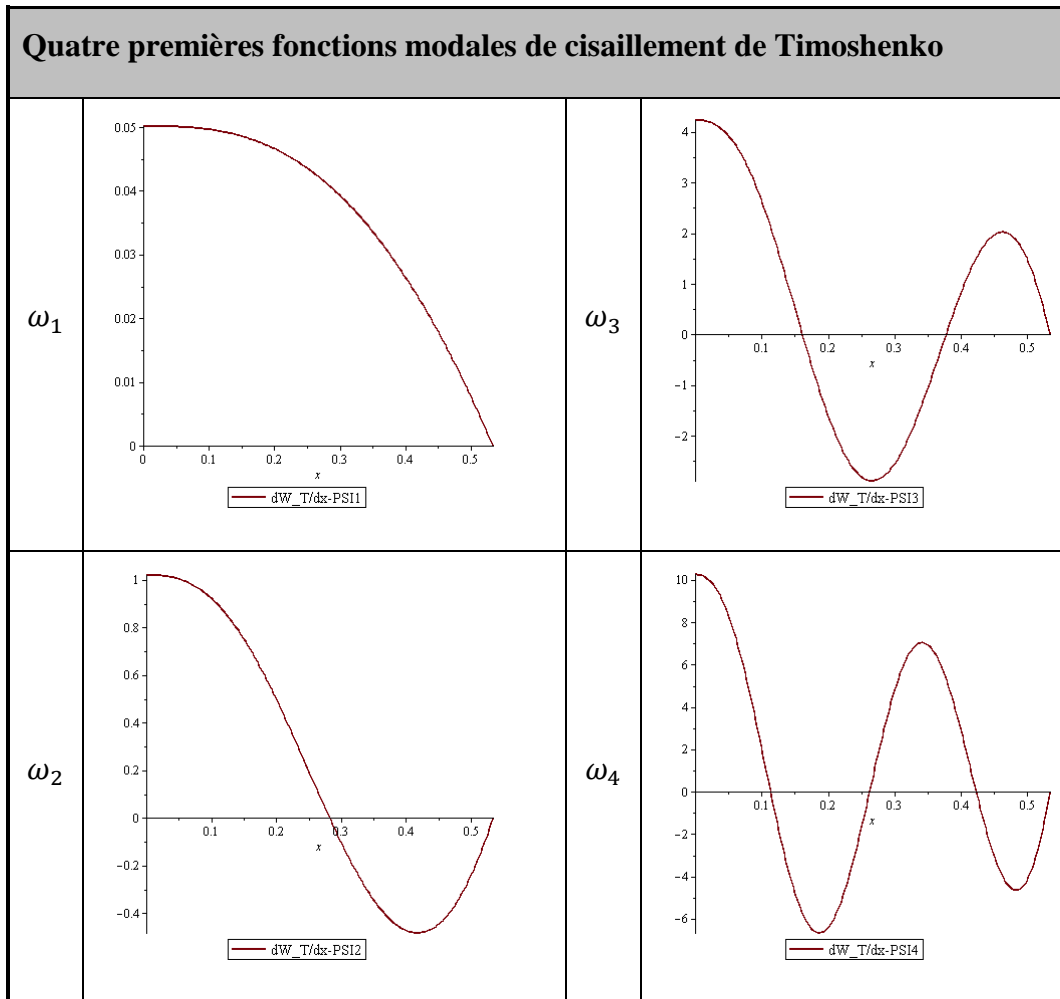 Quatre premières fonctions modales de cisaillement de Timoshenko
ω1
0.05
0.04
0.03
0.02
0.01
0
0 0.1 0.2 0.3 0.4 0.5
x
dW_T/dx-PSI1
ω3
4
3
2
1
0
-1
-2
0.1 0.2 0.3 0.4 0.5
x
dW_T/dx-PSI3
ω2
1
0.8
0.6
0.4
0.2
0
-0.2
-0.4
0.1 0.2 0.3 0.4 0.5
x
dW_T/dx-PSI2
ω4
10
8
6
4
2
0
-2
-4
-6
0.1 0.2 0.3 0.4 0.5
x
dW_T/dx-PSI4